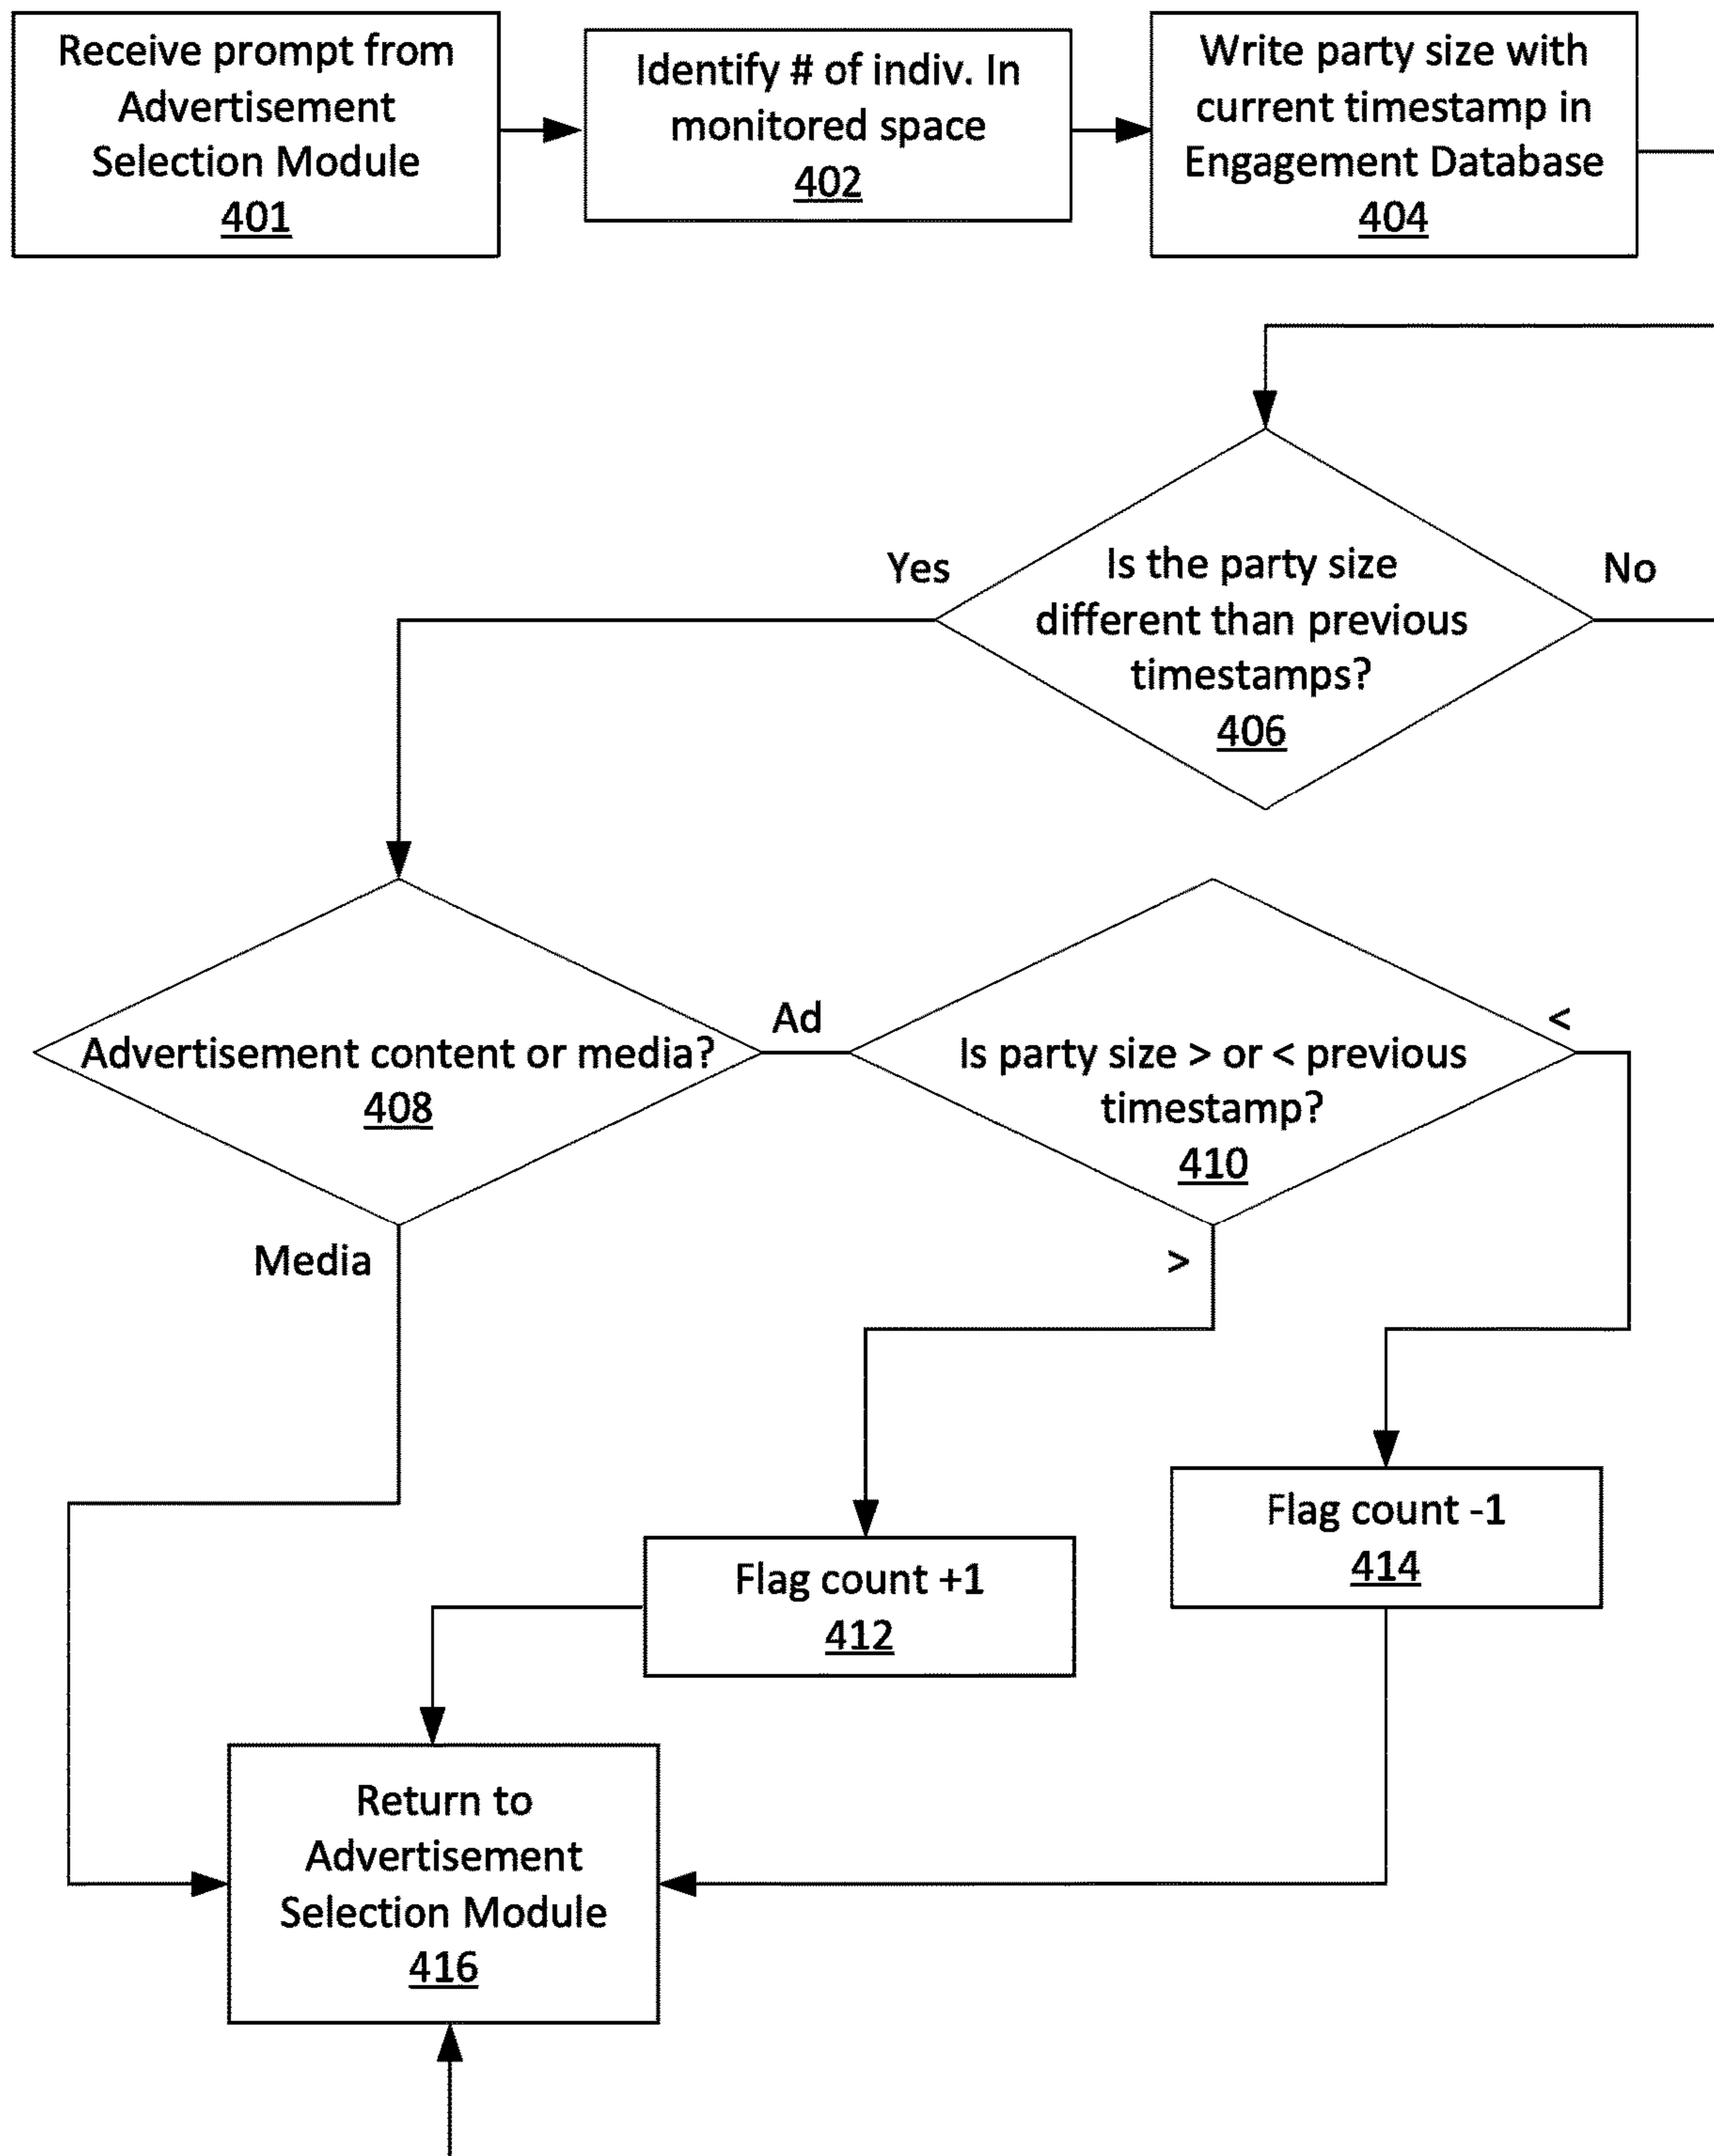 Receive prompt from
Advertisement
Selection Module
401
Identify # of indiv. In
monitored space
402
Write party size with
current timestamp in
Engagement Database
404
Yes
Is the party size
different than previous
timestamps?
406
No
Advertisement content or media?
408
Ad
Is party size > or < previous
timestamp?
410
<
Media
>
Flag count -1
414
Flag count +1
412
Return to
Advertisement
Selection Module
416